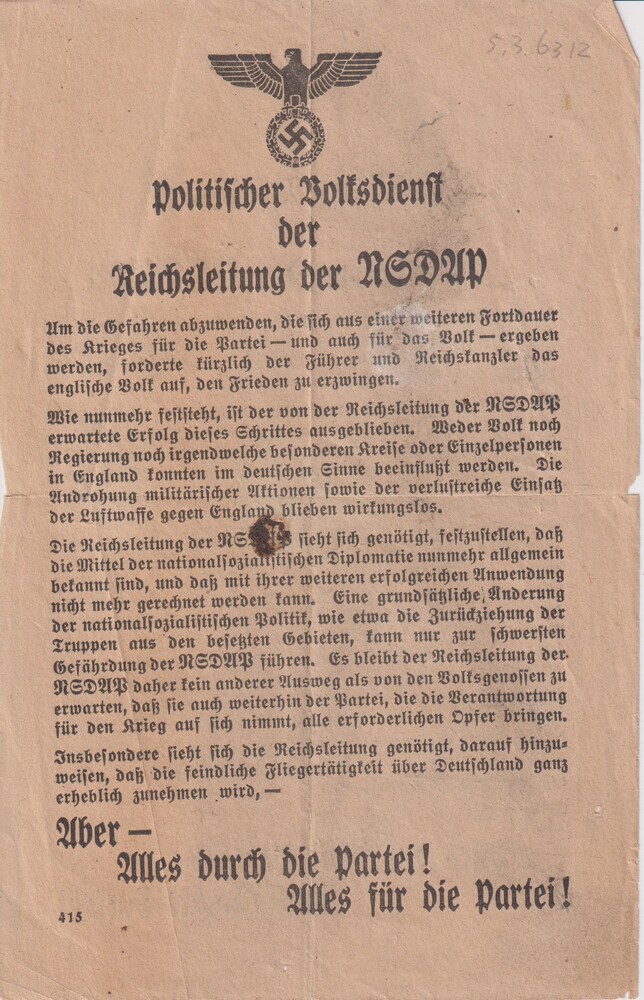 5.3.6312
Politischer Volksdienst
der
Reichsleitung der NSDAP
Um die Gefahren abzuwenden, die sich aus einer weiteren Fortdauer
des Krieges für die Partei — und auch für das Volk — ergeben
werden, forderte kürzlich der Führer und Reichskanzler das
englische Volk auf, den Frieden zu erzwingen.
Wie nunmehr feststeht, ist der von der Reichsleitung der NSDAP
erwartete Erfolg dieses Schrittes ausgeblieben. Weder Volk noch
Regierung noch irgendwelche besonderen Kreise oder Einzelpersonen
in England konnten im deutschen Sinne beeinflußt werden. Die
Androhung militärischer Aktionen sowie der verlustreiche Einsatz
der Luftwaffe gegen England blieben wirkungslos.
Die Reichsleitung der NS sieht sich genötigt, festzustellen, daß
die Mittel der nationalsozialistischen Diplomatie nunmehr allgemein
bekannt sind, und daß mit ihrer weiteren erfolgreichen Anwendung
nicht mehr gerechnet werden kann. Eine grundsätzliche Änderung
der nationalsozialistischen Politik, wie etwa die Zurückziehung der
Truppen aus den besetzten Gebieten, kann nur zur schwersten
Gefährdung der NSDAP führen. Es bleibt der Reichsleitung der
NSDAP daher kein anderer Ausweg als von den Volksgenossen zu
erwarten, daß sie auch weiterhin der Partei, die die Verantwortung
für den Krieg auf sich nimmt, alle erforderlichen Opfer bringen.
Insbesondere sieht sich die Reichsleitung genötigt, darauf hinzu-
weisen, daß die feindliche Fliegertätigkeit über Deutschland ganz
erheblich zunehmen wird, —
Aber —
Alles durch die Partei!
Alles für die Partei!
415